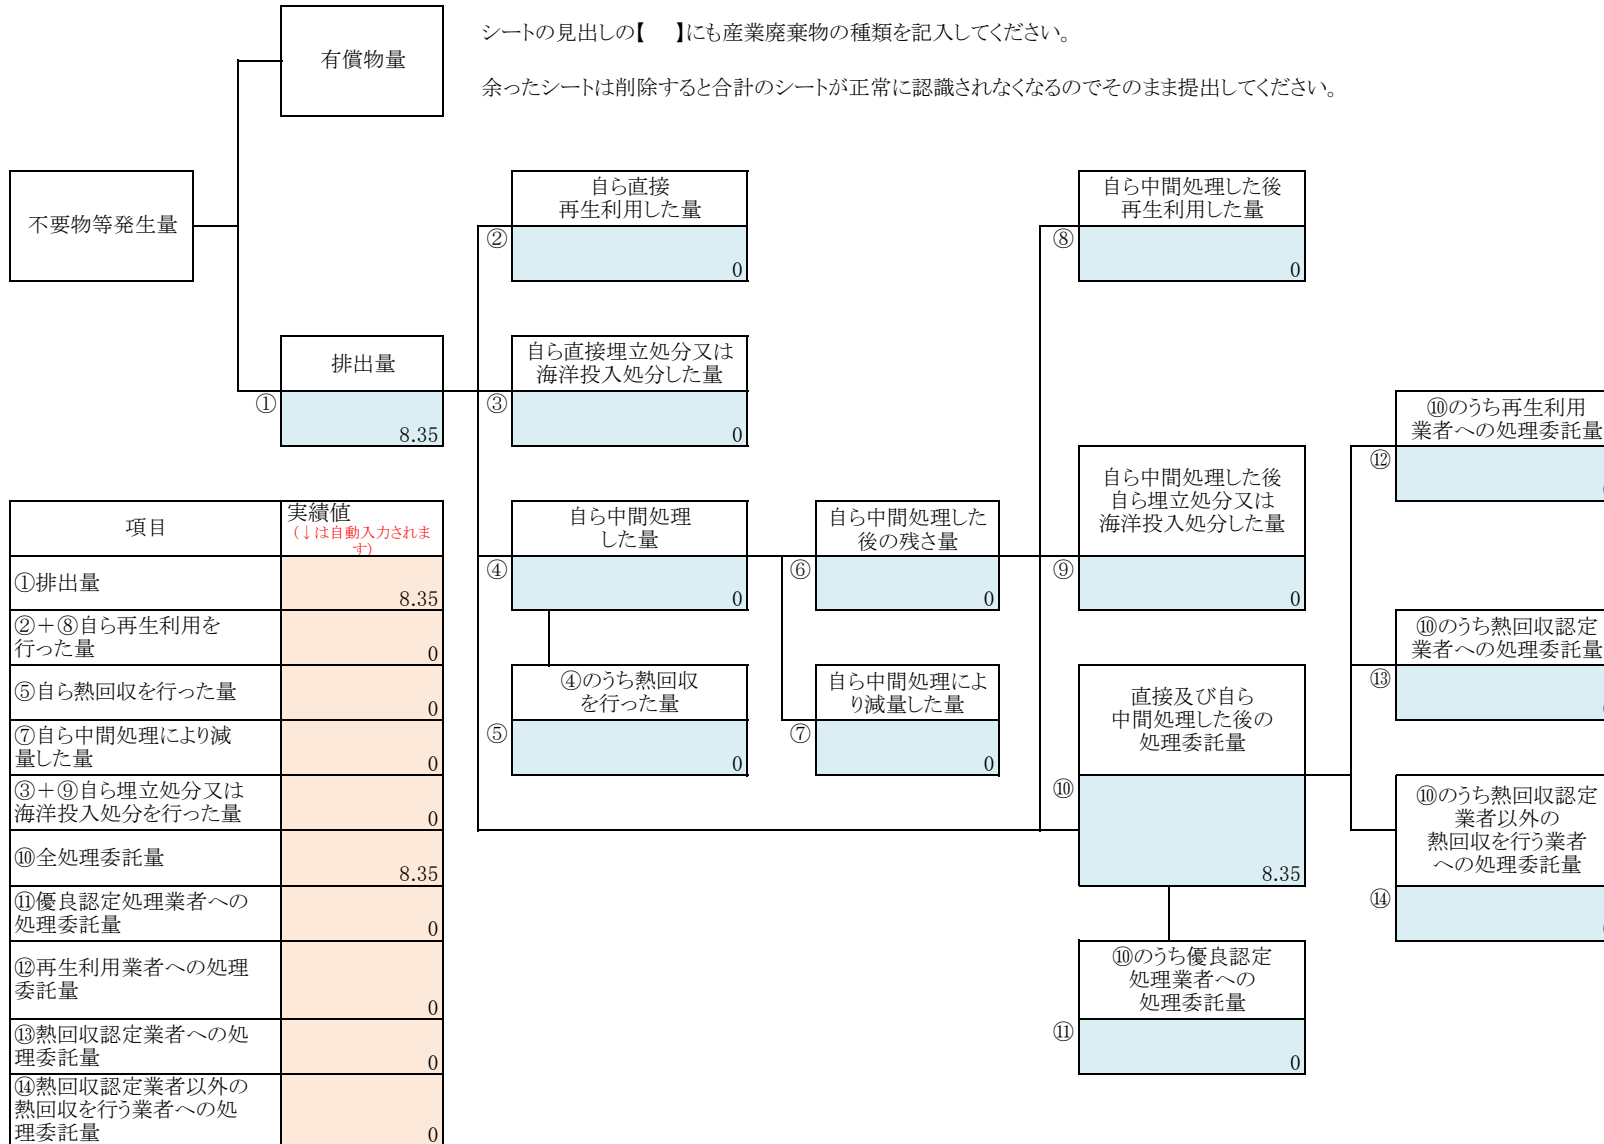 有償物量
シートの見出しの【　】にも産業廃棄物の種類を記入してください。
余ったシートは削除すると合計のシートが正常に認識されなくなるのでそのまま提出してください。
不要物等発生量
自ら直接
再生利用した量
②
0
自ら中間処理した後
再生利用した量
⑧
0
排出量
①
8.35
自ら直接埋立処分又は
海洋投入処分した量
③
0
⑩のうち再生利用
業者への処理委託量
⑫
自ら中間処理
した量
④
0
自ら中間処理した
後の残さ量
⑥
0
自ら中間処理した後
自ら埋立処分又は
海洋投入処分した量
⑨
0
⑩のうち熱回収認定
業者への処理委託量
⑬
④のうち熱回収
を行った量
⑤
0
自ら中間処理によ
り減量した量
⑦
0
直接及び自ら
中間処理した後の
処理委託量
⑩
8.35
⑩のうち熱回収認定
業者以外の
熱回収を行う業者
への処理委託量
⑭
⑩のうち優良認定
処理業者への
処理委託量
⑪
0
項目
実績値
（↓は自動入力されま
す）
①排出量
8.35
②＋⑧自ら再生利用を
行った量
0
⑤自ら熱回収を行った量
0
⑦自ら中間処理により減
量した量
0
③＋⑨自ら埋立処分又は
海洋投入処分を行った量
0
⑩全処理委託量
8.35
⑪優良認定処理業者への
処理委託量
0
⑫再生利用業者への処理
委託量
0
⑬熱回収認定業者への処
理委託量
0
⑭熱回収認定業者以外の
熱回収を行う業者への処
理委託量
0